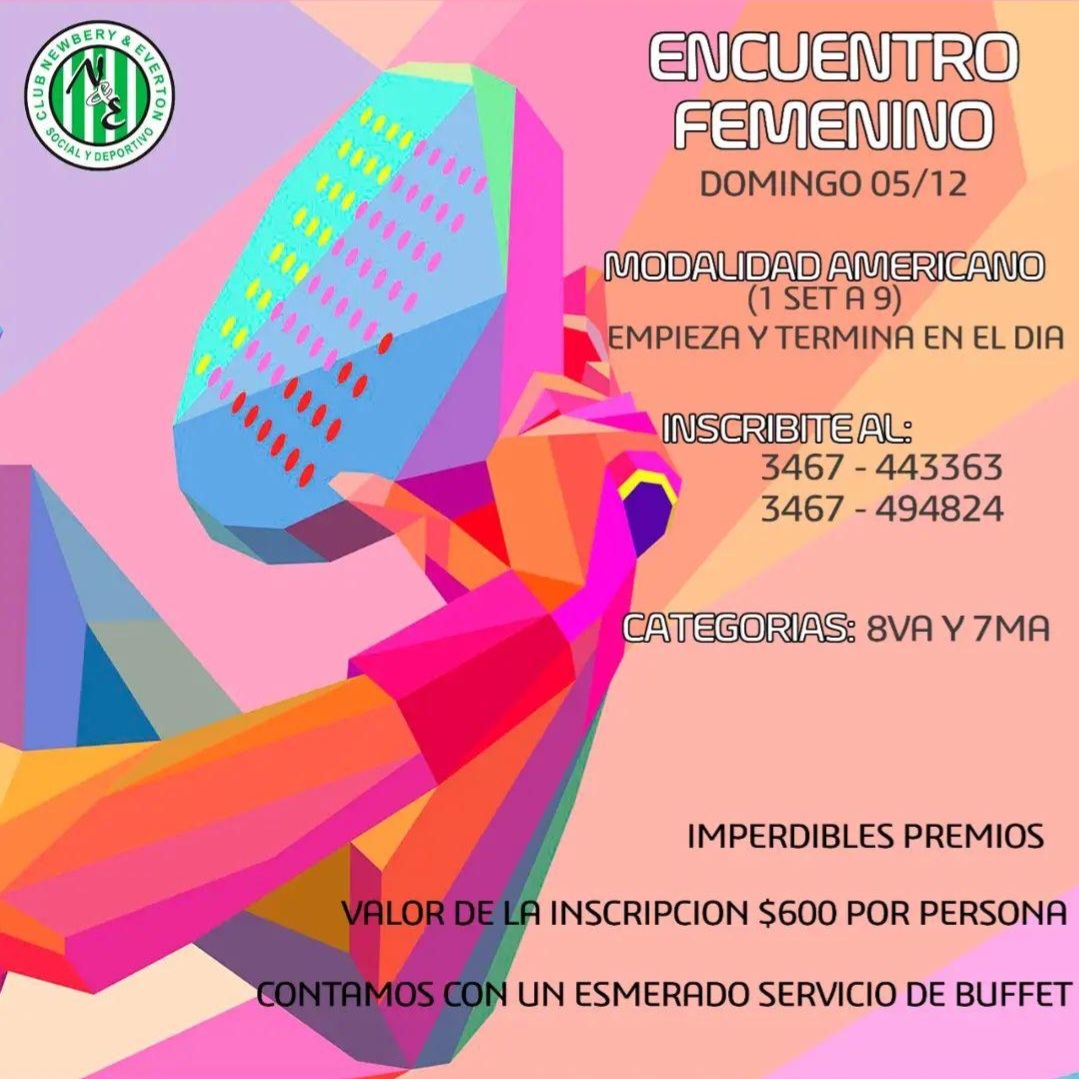 CLUB NEWBERY & EVERTON
SOCIAL Y DEPORTIVO
N y E
ENCUENTRO
FEMENINO
DOMINGO 05/12
MODALIDAD AMERICANO
(1 SET A 9)
EMPIEZA Y TERMINA EN EL DIA
INSCRIBITE AL:
3467 - 443363
3467 - 494824
CATEGORIAS: 8VA Y 7MA
IMPERDIBLES PREMIOS
VALOR DE LA INSCRIPCION $600 POR PERSONA
CONTAMOS CON UN ESMERADO SERVICIO DE BUFFET